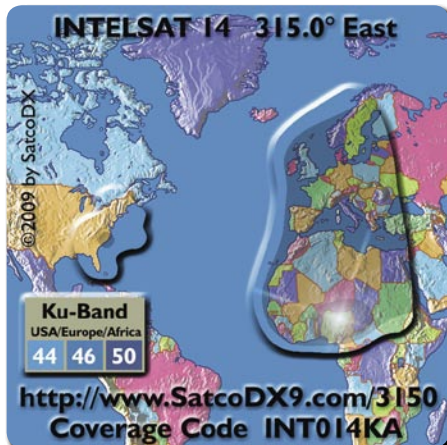 INTELSAT 14 315.0° East
©2009 by SatcoDX
Ku-Band
USA/Europe/Africa
44 46 50
http://www.SatcoDX9.com/3150
Coverage Code INT014KA